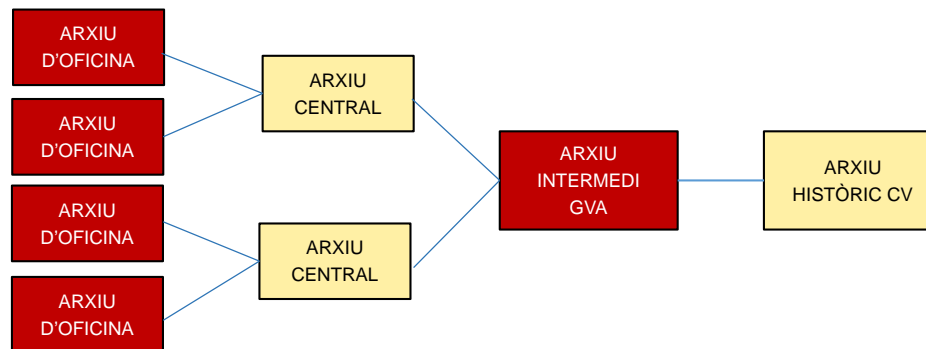 ARXIU
D'OFICINA
ARXIU
D'OFICINA
ARXIU
D'OFICINA
ARXIU
D'OFICINA
ARXIU
CENTRAL
ARXIU
CENTRAL
ARXIU
INTERMEDI
GVA
ARXIU
HISTÒRIC CV